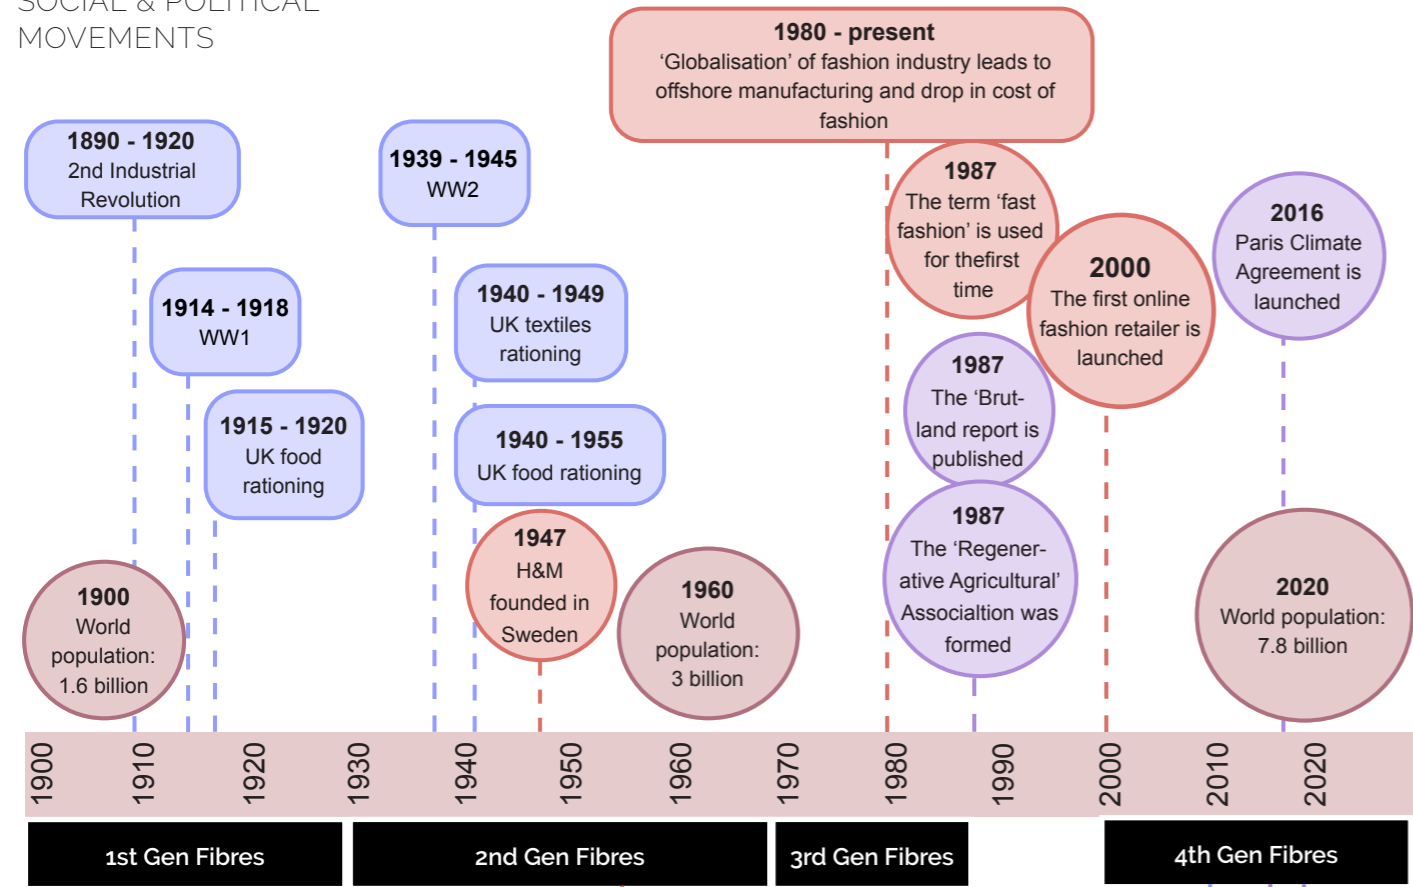 SOCIAL & POLITICAL
MOVEMENTS
1980 - present
‘Globalisation’ of fashion industry leads to
offshore manufacturing and drop in cost of
fashion
1890 - 1920
2nd Industrial
Revolution
1939 - 1945
WW2
1987
The term ‘fast
fashion’ is used
for thefirst
time
2016
Paris Climate
Agreement is
launched
2000
The first online
fashion retailer is
launched
1914 - 1918
WW1
1940 - 1949
UK textiles
rationing
1987
The ‘Brut-
land report is
published
1915 - 1920
UK food
rationing
1940 - 1955
UK food rationing
1987
The ‘Regener-
ative Agricultural’
Associaltion was
formed
1947
H&M
founded in
Sweden
1900
World
population:
1.6 billion
1960
World
population:
3 billion
2020
World population:
7.8 billion
1900
1910
1920
1930
1940
1950
1960
1970
1980
1990
2000
2010
2020
1st Gen Fibres
2nd Gen Fibres
3rd Gen Fibres
4th Gen Fibres